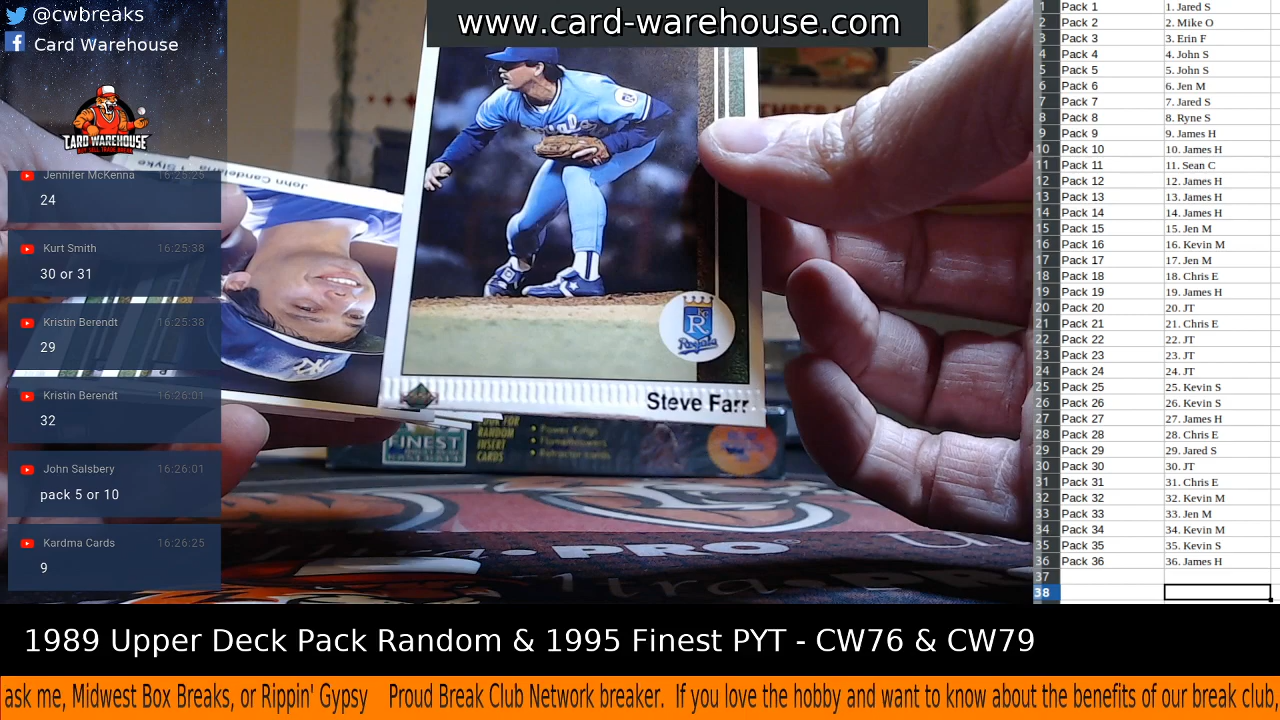 @cwbreaks
Card Warehouse
CARD WAREHOUSE
www.card-warehouse.com
Jennifer McKenna 16:25:25
24
Kurt Smith 16:25:38
30 or 31
Kristin Berendt 16:25:38
29
Kristin Berendt 16:26:01
32
John Salsbery 16:26:01
pack 5 or 10
Kardma Cards 16:26:25
9
John Candelaria
Royals
KC
R
Royals
Steve Farr
FINEST
LOOK FOR
RANDOM
INSERT
CARDS
• Power Kings
• Flamethrowers
• Refractor cards
PRO
1 Pack 1 1. Jared S
2 Pack 2 2. Mike O
3 Pack 3 3. Erin F
4 Pack 4 4. John S
5 Pack 5 5. John S
6 Pack 6 6. Jen M
7 Pack 7 7. Jared S
8 Pack 8 8. Ryne S
9 Pack 9 9. James H
10 Pack 10 10. James H
11 Pack 11 11. Sean C
12 Pack 12 12. James H
13 Pack 13 13. James H
14 Pack 14 14. James H
15 Pack 15 15. Jen M
16 Pack 16 16. Kevin M
17 Pack 17 17. Jen M
18 Pack 18 18. Chris E
19 Pack 19 19. James H
20 Pack 20 20. JT
21 Pack 21 21. Chris E
22 Pack 22 22. JT
23 Pack 23 23. JT
24 Pack 24 24. JT
25 Pack 25 25. Kevin S
26 Pack 26 26. Kevin S
27 Pack 27 27. James H
28 Pack 28 28. Chris E
29 Pack 29 29. Jared S
30 Pack 30 30. JT
31 Pack 31 31. Chris E
32 Pack 32 32. Kevin M
33 Pack 33 33. Jen M
34 Pack 34 34. Kevin M
35 Pack 35 35. Kevin S
36 Pack 36 36. James H
37
38
1989 Upper Deck Pack Random & 1995 Finest PYT - CW76 & CW79
ask me, Midwest Box Breaks, or Rippin' Gypsy Proud Break Club Network breaker. If you love the hobby and want to know about the benefits of our break club,